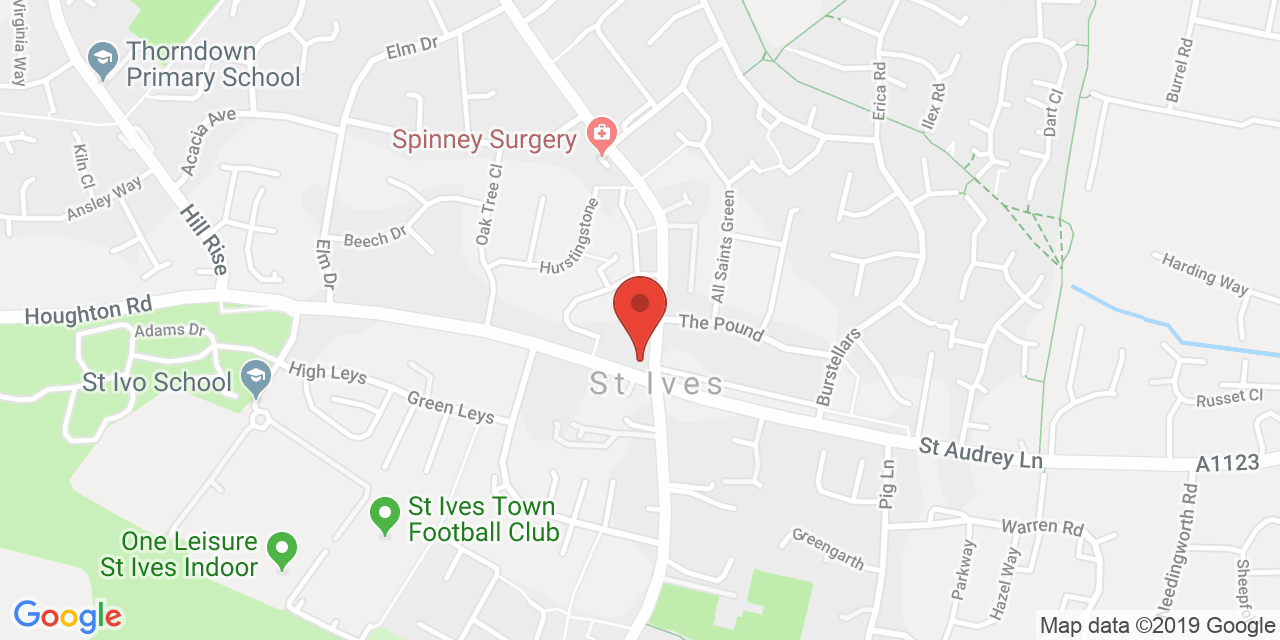 Virginia Way
Thorndown
Primary School
Elm Dr
Burrel Rd
Erica Rd
Ilex Rd
Dart Cl
Acacia Ave
Spinney Surgery
Kiln Cl
Ansley Way
Oak Tree Cl
Hill Rise
Beech Dr
Hurstingstone
All Saints Green
Elm Dr
Harding Way
Houghton Rd
Adams Dr
The Pound
St Ivo School
High Leys
Green Leys
St Ives
Burstellars
Russet Cl
St Audrey Ln
A1123
Pig Ln
St Ives Town
Football Club
One Leisure
St Ives Indoor
Greengarth
Warren Rd
Parkway
Hazel Way
Needingworth Rd
Sheepfo
Google
Map data ©2019 Google